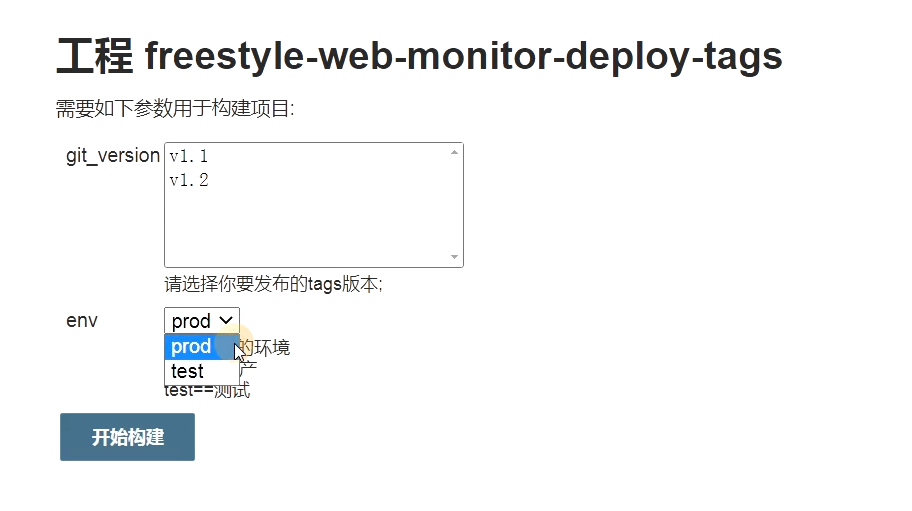 工程 freestyle-web-monitor-deploy-tags
需要如下参数用于构建项目:
git_version
v1.1
v1.2
请选择你要发布的tags版本;
env
prod
prod
的环境
test
产
test==测试
开始构建